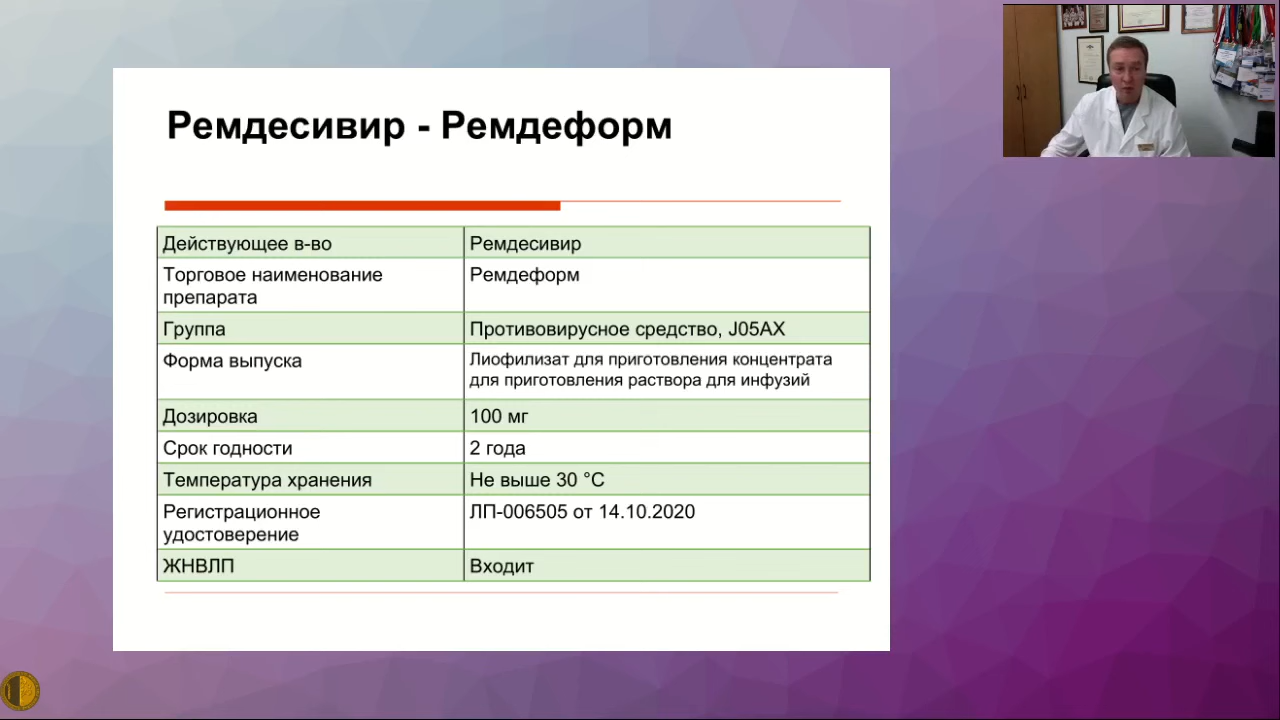 Ремдесивир - Ремдеформ
Действующее в-во
Ремдесивир
Торговое наименование
препарата
Ремдеформ
Группа
Противовирусное средство, J05AX
Форма выпуска
Лиофилизат для приготовления концентрата
для приготовления раствора для инфузий
Дозировка
100 мг
Срок годности
2 года
Температура хранения
Не выше 30 °C
Регистрационное
удостоверение
ЛП-006505 от 14.10.2020
ЖНВЛП
Входит